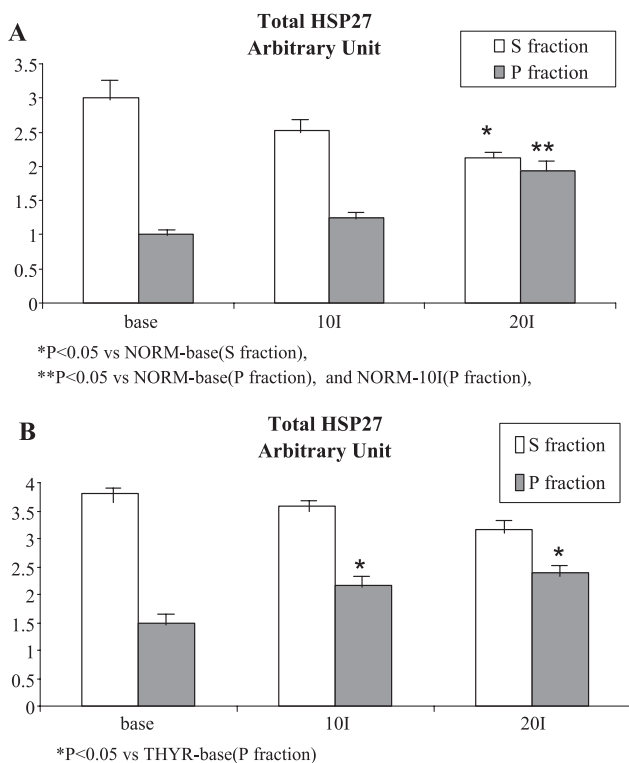 A
Total HSP27
Arbitrary Unit
S fraction
P fraction
3.5
3
2.5
2
1.5
1
0.5
0
*
**
base
10I
20I
*P<0.05 vs NORM-base(S fraction),
**P<0.05 vs NORM-base(P fraction), and NORM-10I(P fraction),
B
Total HSP27
Arbitrary Unit
S fraction
P fraction
4
3.5
3
2.5
2
1.5
1
0.5
0
*
*
base
10I
20I
*P<0.05 vs THYR-base(P fraction)